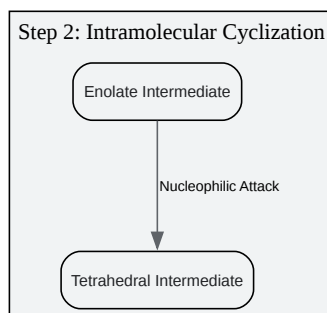 Step 2: Intramolecular Cyclization
Enolate Intermediate
Nucleophilic Attack
Tetrahedral Intermediate